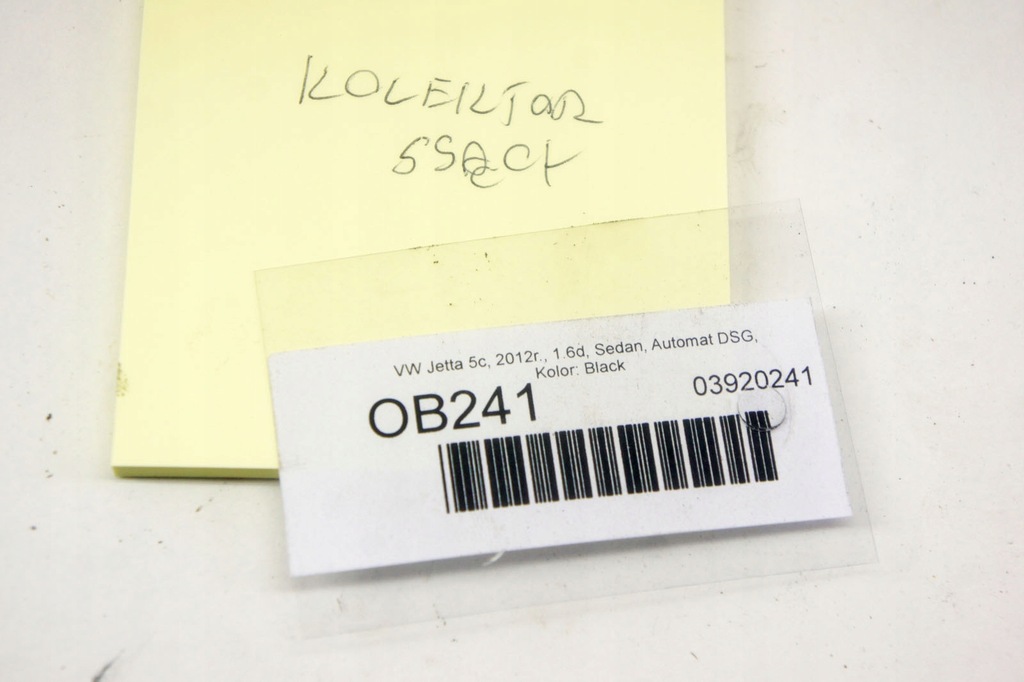 KOLEKTOR
SSĄCY
VW Jetta 5c, 2012r., 1.6d, Sedan, Automat DSG,
Kolor: Black
OB241
03920241